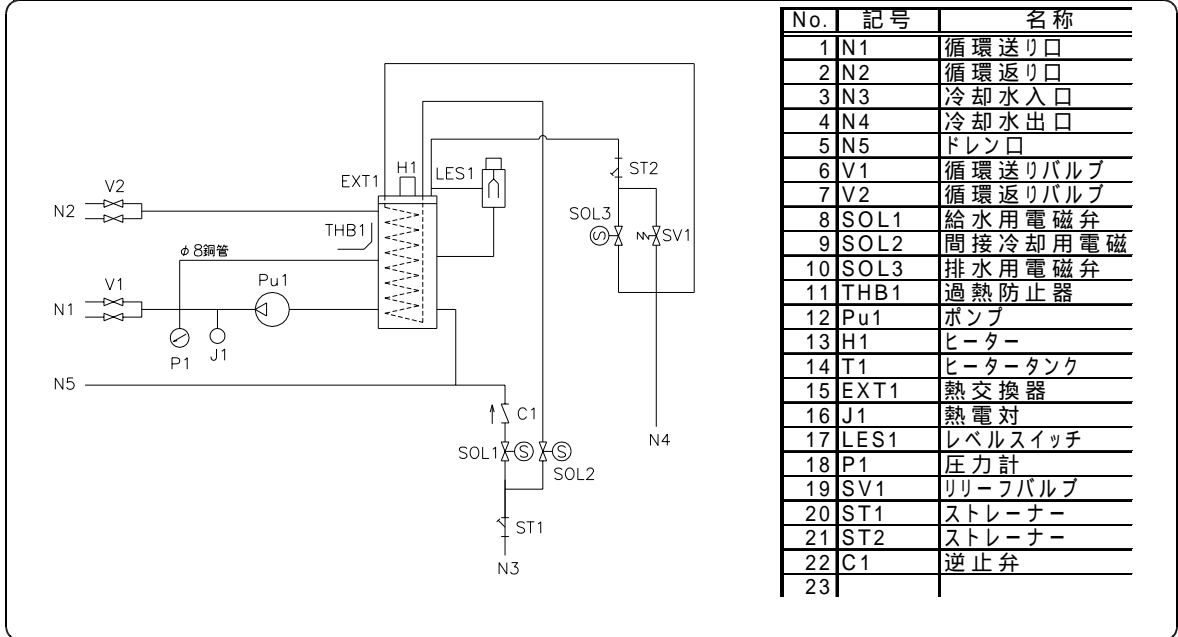 EXT1
H1
LES1
ST2
V2
N2
THB1
SOL3
S
SV1
φ8銅管
V1
Pu1
N1
P1
J1
N5
C1
N4
SOL1
S
S
SOL2
ST1
N3
No. 記号 名称
1 N1 循環送り口
2 N2 循環返り口
3 N3 冷却水入口
4 N4 冷却水出口
5 N5 ドレン口
6 V1 循環送りバルブ
7 V2 循環返りバルブ
8 SOL1 給水用電磁弁
9 SOL2 間接冷却用電磁
10 SOL3 排水用電磁弁
11 THB1 過熱防止器
12 Pu1 ポンプ
13 H1 ヒーター
14 T1 ヒータータンク
15 EXT1 熱交換器
16 J1 熱電対
17 LES1 レベルスイッチ
18 P1 圧力計
19 SV1 リリーフバルブ
20 ST1 ストレーナー
21 ST2 ストレーナー
22 C1 逆止弁
23